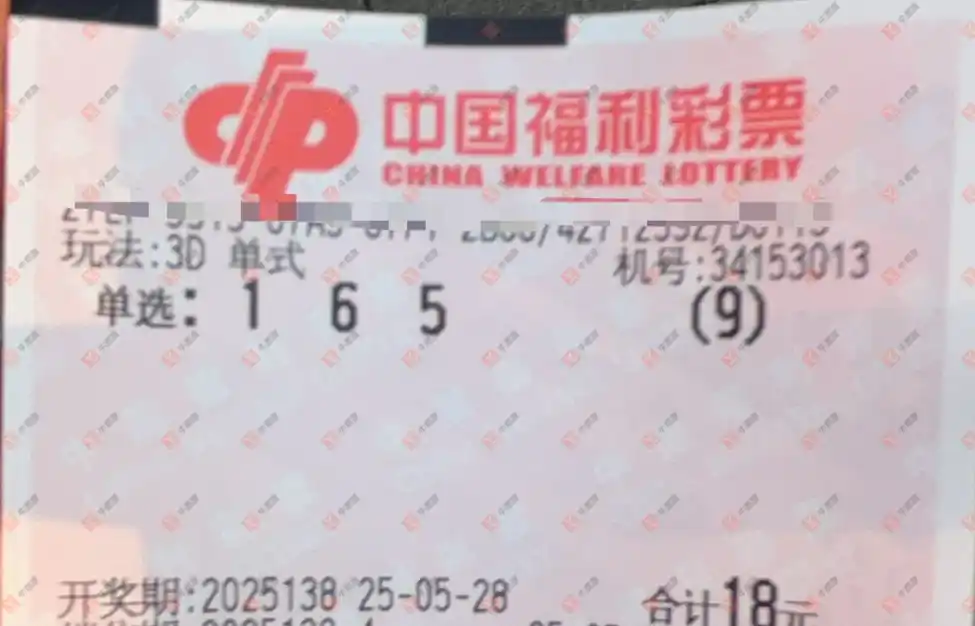 中国福利彩票
CHINA WELFARE LOTTERY
玩法:3D 单式 机号:34153013
单选: 1 6 5 (9)
开奖期:2025138 25-05-28 合计18元